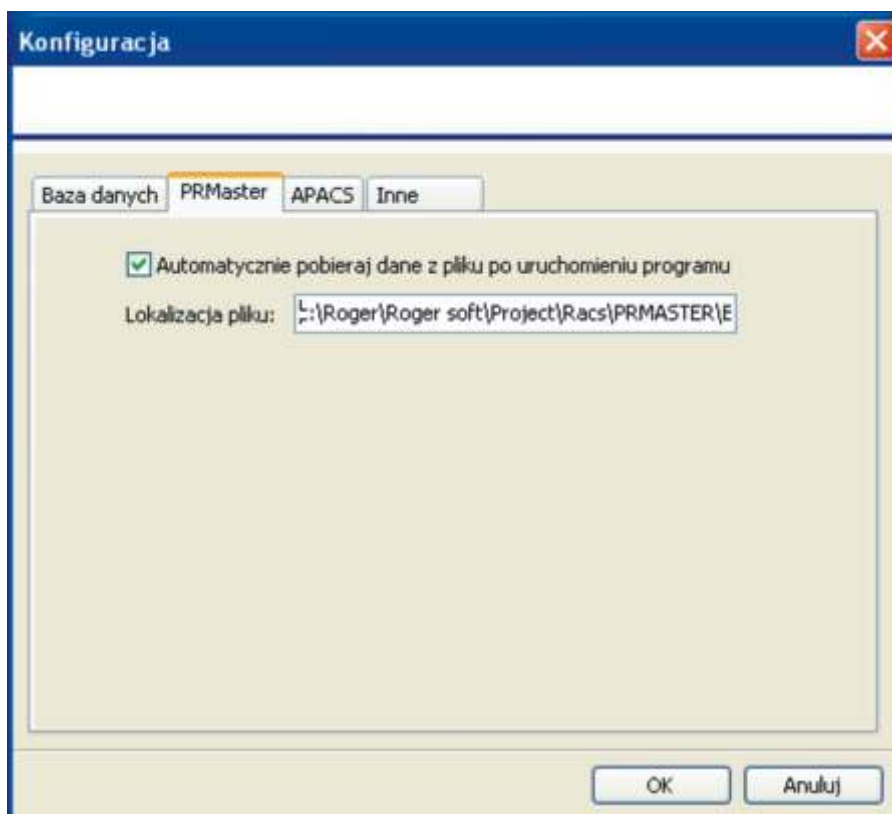 Konfiguracja
Baza danych PRMaster APACS Inne
Automatycznie pobieraj dane z pliku po uruchomieniu programu
Lokalizacja pliku: :\Roger\Roger soft\Project\Racs\PRMASTER\E
OK Anuluj